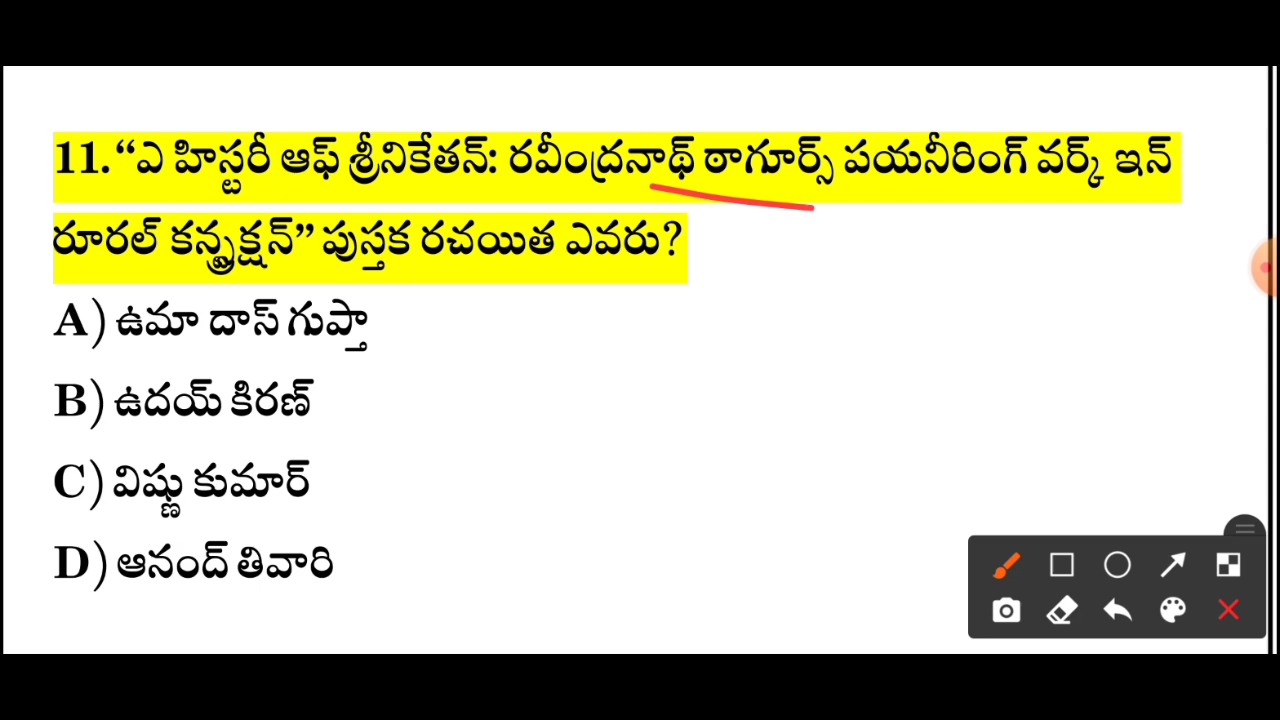 11.“ఎ హిస్టరీ ఆఫ్ శ్రీనికేతన్: రవీంద్రనాథ్ ఠాగూర్స్ పయనీరింగ్ వర్క్ ఇన్
రూరల్ కన్స్ట్రక్షన్” పుస్తక రచయిత ఎవరు?
A) ఉమా దాస్ గుప్తా
B) ఉదయ్ కిరణ్
C) విష్ణు కుమార్
D) ఆనంద్ తివారి